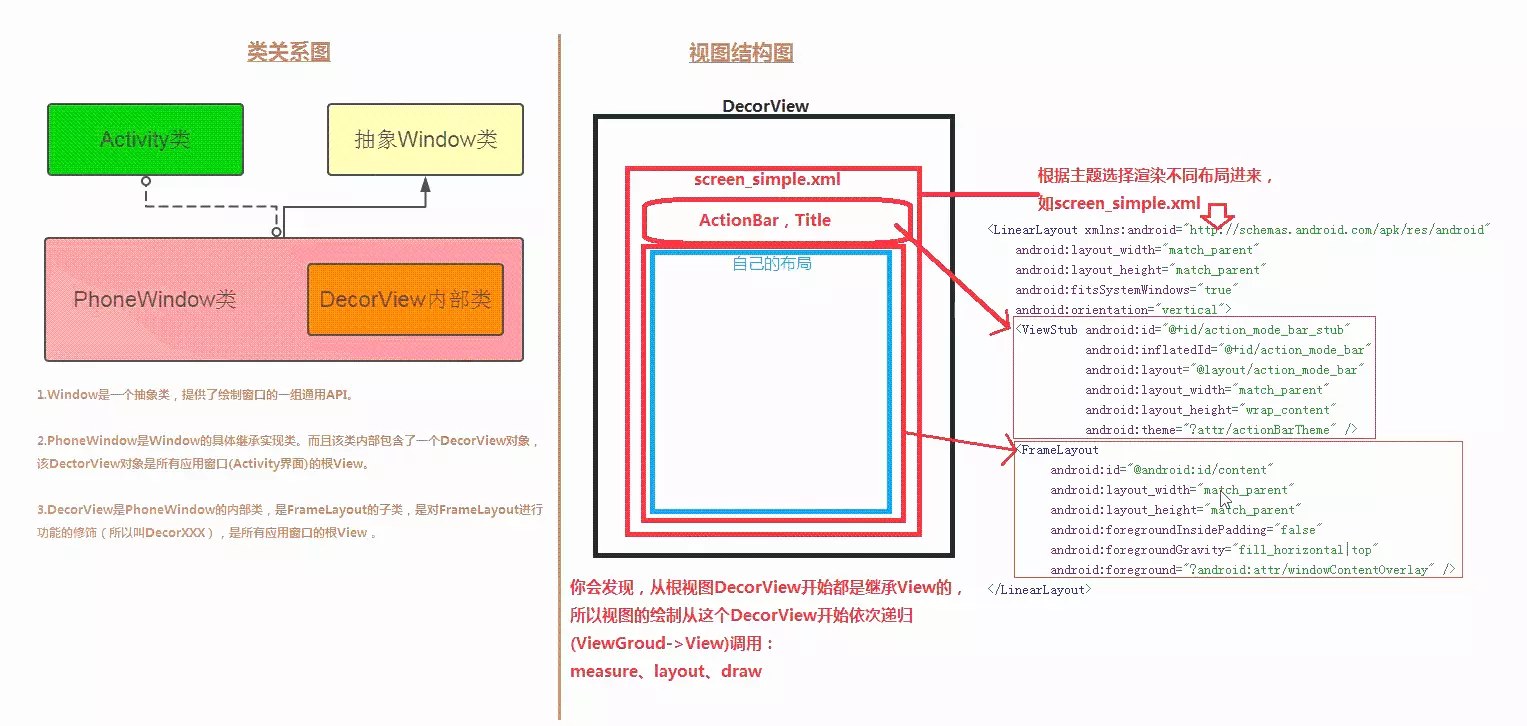 类关系图
Activity类
抽象Window类
PhoneWindow类
DecorView内部类
1.Window是一个抽象类，提供了绘制窗口的一组通用API。
2.PhoneWindow是Window的具体继承实现类。而且该类内部包含了一个DecorView对象，
该DectorView对象是所有应用窗口(Activity界面)的根View。
3.DecorView是PhoneWindow的内部类，是FrameLayout的子类，是对FrameLayout进行
功能的修饰（所以叫DecorXXX），是所有应用窗口的根View 。
视图结构图
DecorView
screen_simple.xml
ActionBar，Title
自己的布局
你会发现，从根视图DecorView开始都是继承View的，
所以视图的绘制从这个DecorView开始依次递归
(ViewGroud->View)调用：
measure、layout、draw
根据主题选择渲染不同布局进来，
如screen_simple.xml
<LinearLayout xmlns:android="http://schemas.android.com/apk/res/android"
android:layout_width="match_parent"
android:layout_height="match_parent"
android:fitsSystemWindows="true"
android:orientation="vertical">
<ViewStub android:id="@+id/action_mode_bar_stub"
android:inflatedId="@+id/action_mode_bar"
android:layout="@layout/action_mode_bar"
android:layout_width="match_parent"
android:layout_height="wrap_content"
android:theme="?attr/actionBarTheme" />
<FrameLayout
android:id="@android:id/content"
android:layout_width="match_parent"
android:layout_height="match_parent"
android:foregroundInsidePadding="false"
android:foregroundGravity="fill_horizontal|top"
android:foreground="?android:attr/windowContentOverlay" />
</LinearLayout>